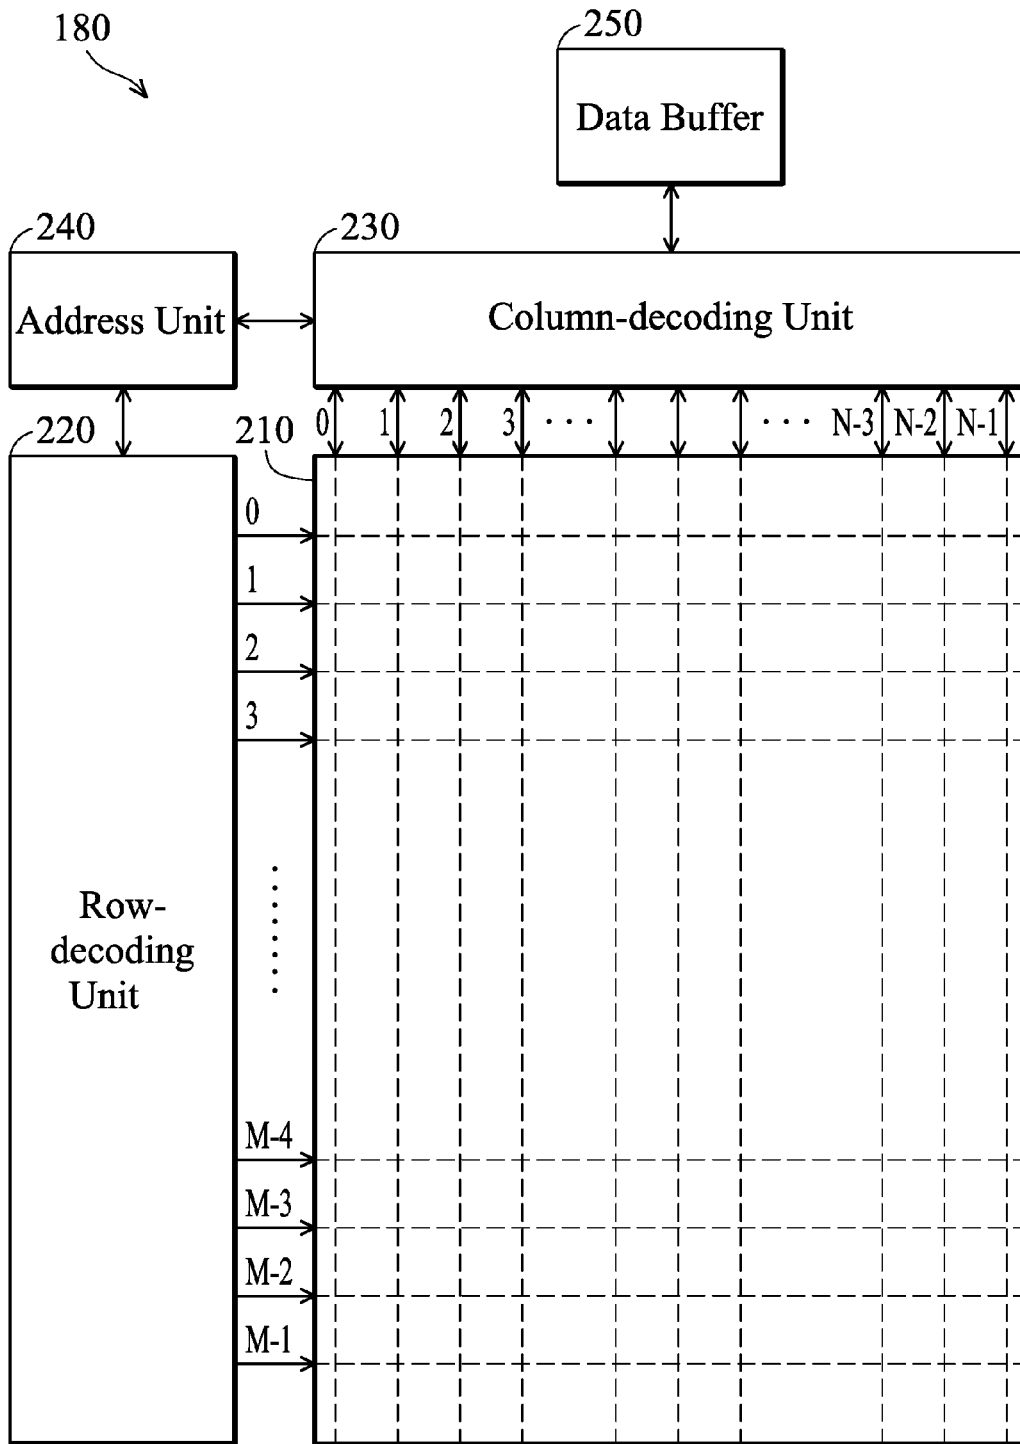 180
250
Data Buffer
240
230
Address Unit
Column-decoding Unit
220
210
0 1 2 3 ··· ··· N-3 N-2 N-1
0
1
2
3
·······
Row-
decoding
Unit
M-4
M-3
M-2
M-1